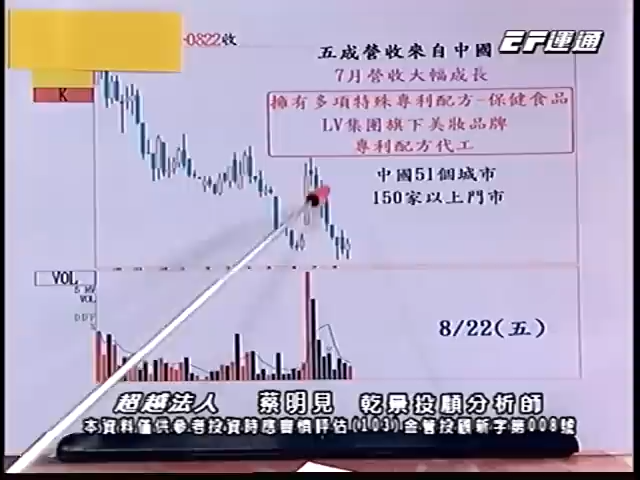 -0822收
EF運通
五成營收來自中國
7月營收大幅成長
K
擁有多項特殊專利配方-保健食品
LV集團旗下美妝品牌
專利配方代工
中國51個城市
150家以上門市
VOL
VOL
8/22(五)
超越法人 蔡明見 乾景投顧分析師
本資料僅供參考投資時應審慎評估(103)金管投顧新字第008號